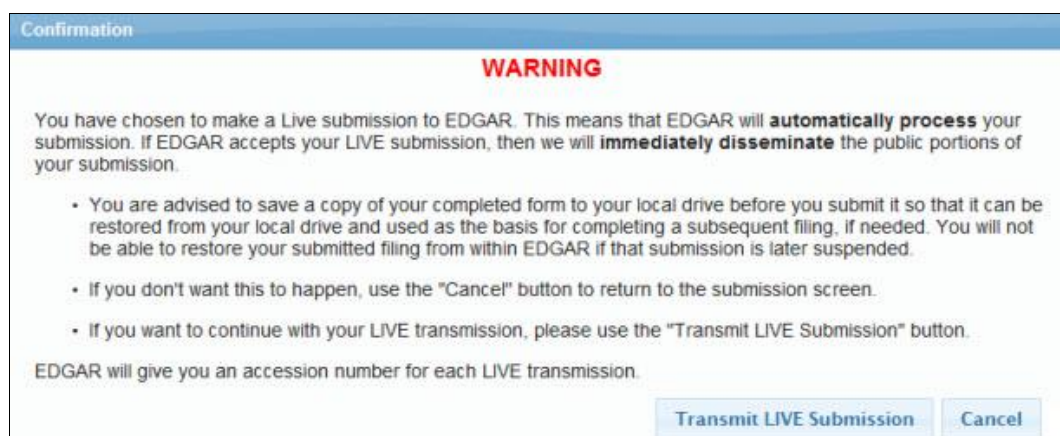 Confirmation
WARNING
You have chosen to make a Live submission to EDGAR. This means that EDGAR will automatically process your
submission. If EDGAR accepts your LIVE submission, then we will immediately disseminate the public portions of
your submission.
• You are advised to save a copy of your completed form to your local drive before you submit it so that it can be
restored from your local drive and used as the basis for completing a subsequent filing, if needed. You will not
be able to restore your submitted filing from within EDGAR if that submission is later suspended.
• If you don't want this to happen, use the "Cancel" button to return to the submission screen.
• If you want to continue with your LIVE transmission, please use the "Transmit LIVE Submission" button.
EDGAR will give you an accession number for each LIVE transmission.
Transmit LIVE Submission Cancel